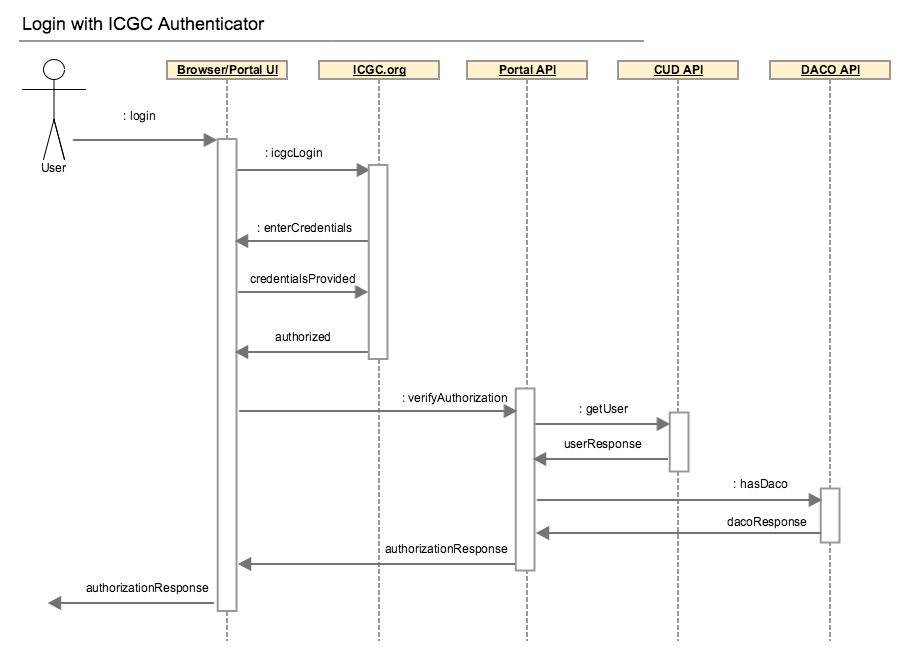 Login with ICGC Authenticator
Browser/Portal UI
ICGC.org
Portal API
CUD API
DACO API
: login
User
: icgcLogin
: enterCredentials
credentialsProvided
authorized
: verifyAuthorization
: getUser
userResponse
: hasDaco
dacoResponse
authorizationResponse
authorizationResponse